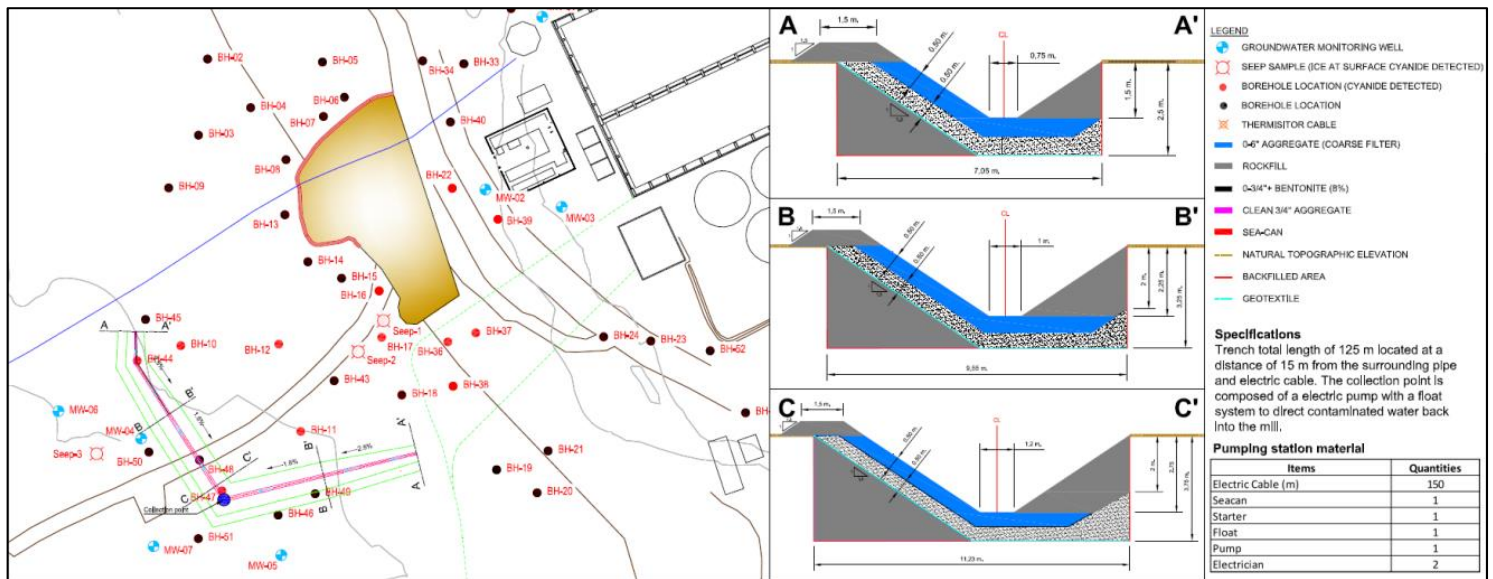 BH-02
BH-05
BH-34
BH-33
BH-04
BH-06
BH-07
BH-40
BH-03
BH-08
BH-09
BH-22
MW-02
BH-39
MW-03
BH-13
BH-14
BH-15
BH-16
BH-45
Seep-1
A
A'
BH-10
BH-12
BH-17
BH-37
BH-36
BH-24
BH-23
BH-52
BH-44
Seep-2
BH-43
BH-38
BH-18
1.5%
MW-06
B
B'
MW-04
BH-11
BH-50
Seep-3
BH-48
B'
A'
1.8%
2.8%
BH-21
BH-19
C'
C
BH-47
BH-49
BH-20
A
Collection point
BH-46
B
BH-51
MW-07
MW-05
A
A'
1,5 m,
0,50 m.
0,50 m.
CL
0,75 m,
1,5 m,
2,5 m,
7,05 m,
B
B'
1,5 m,
0,50 m.
0,50 m.
CL
1 m,
2 m,
2,25 m,
3,25 m,
9,55 m,
C
C'
1,5 m,
0,50 m.
0,50 m.
CL
1,2 m,
2 m,
2,75
3,75 m,
11,23 m,
LEGEND
GROUNDWATER MONITORING WELL
SEEP SAMPLE (ICE AT SURFACE CYANIDE DETECTED)
BOREHOLE LOCATION (CYANIDE DETECTED)
BOREHOLE LOCATION
THERMISITOR CABLE
0-6" AGGREGATE (COARSE FILTER)
ROCKFILL
0-3/4"+ BENTONITE (8%)
CLEAN 3/4" AGGREGATE
SEA-CAN
NATURAL TOPOGRAPHIC ELEVATION
BACKFILLED AREA
GEOTEXTILE
Specifications
Trench total length of 125 m located at a
distance of 15 m from the surrounding pipe
and electric cable. The collection point is
composed of a electric pump with a float
system to direct contaminated water back
into the mill.
Pumping station material
Items Quantities
Electric Cable (m) 150
Seacan 1
Starter 1
Float 1
Pump 1
Electrician 2